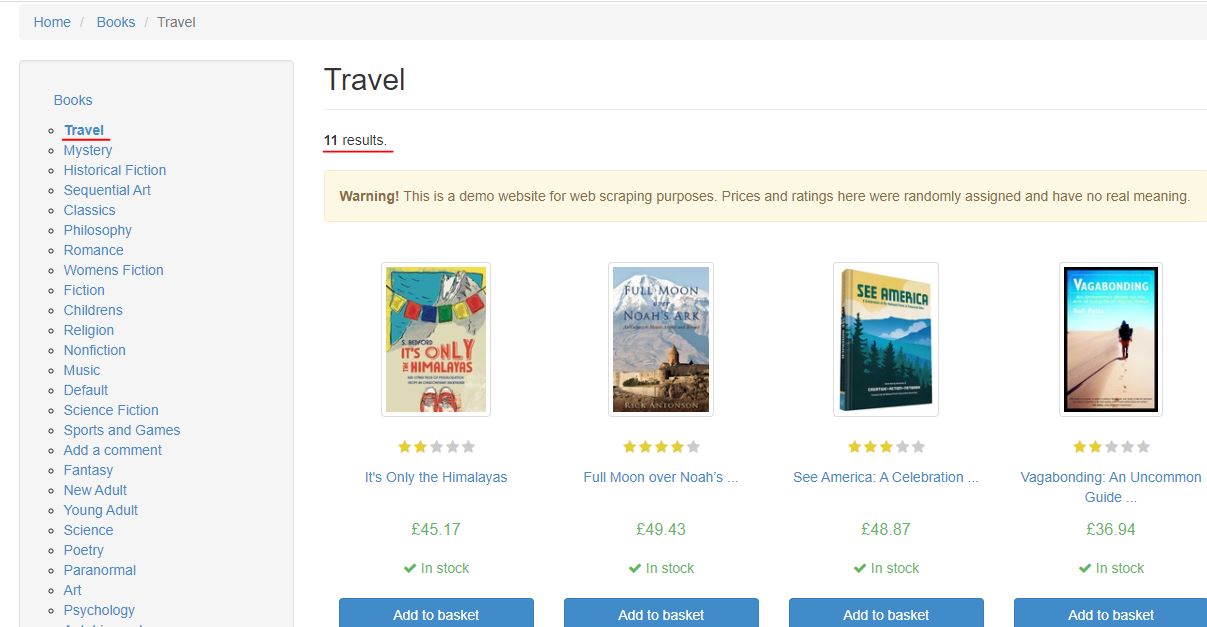 Home / Books / Travel
Books
Travel
Mystery
Historical Fiction
Sequential Art
Classics
Philosophy
Romance
Womens Fiction
Fiction
Childrens
Religion
Nonfiction
Music
Default
Science Fiction
Sports and Games
Add a comment
Fantasy
New Adult
Young Adult
Science
Poetry
Paranormal
Art
Psychology
Travel
11 results.
Warning! This is a demo website for web scraping purposes. Prices and ratings here were randomly assigned and have no real meaning.
S. BEDFORD
IT'S ONLY
THE HIMALAYAS
It's Only the Himalayas
£45.17
In stock
Add to basket
FULL MOON
OVER
NOAH'S ARK
RICK ANTONSON
Full Moon over Noah's ...
£49.43
In stock
Add to basket
SEE AMERICA
CREATIVE ACTION NETWORK
See America: A Celebration ...
£48.87
In stock
Add to basket
VAGABONDING
Vagabonding: An Uncommon
Guide ...
£36.94
In stock
Add to basket